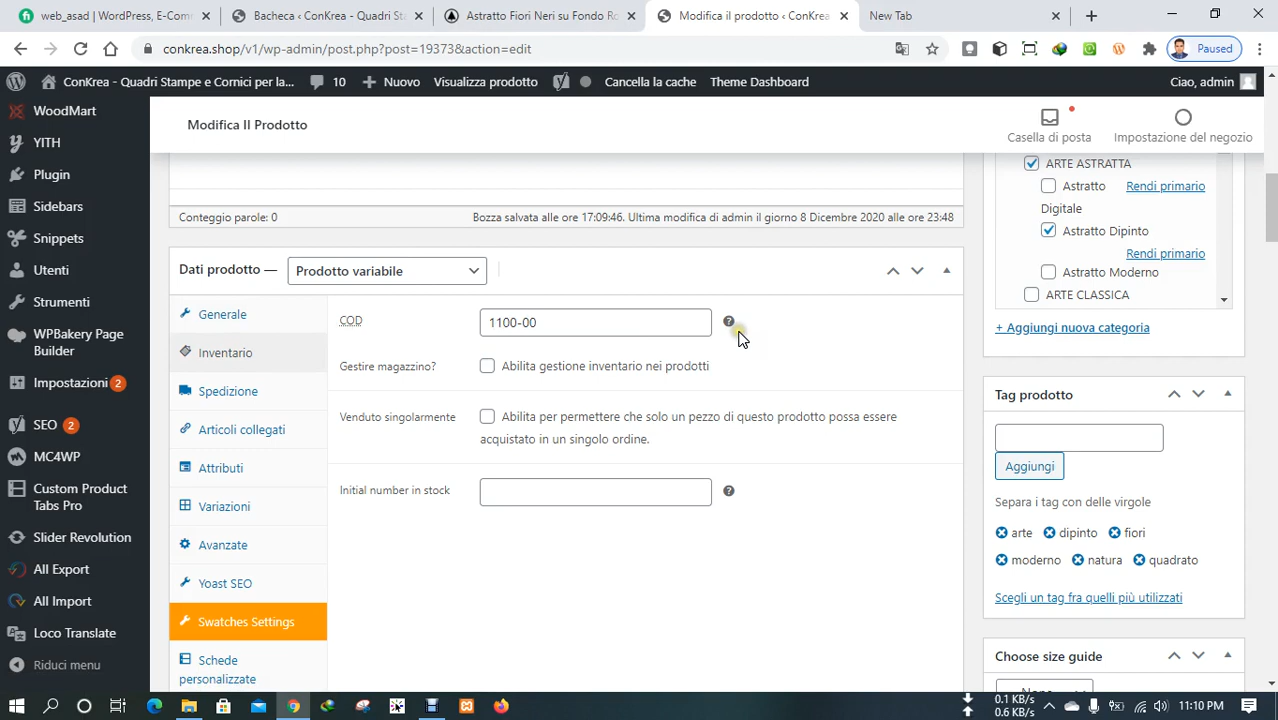 web_asad | WordPress, E-Com
Bacheca ‹ ConKrea - Quadri Sta
Astratto Fiori Neri su Fondo Ro
Modifica il prodotto ‹ ConKrea
New Tab
conkrea.shop/v1/wp-admin/post.php?post=19373&action=edit
Paused
ConKrea - Quadri Stampe e Cornici per la...
10
Nuovo
Visualizza prodotto
Cancella la cache
Theme Dashboard
Ciao, admin
WoodMart
YITH
Plugin
Sidebars
Snippets
Utenti
Strumenti
WPBakery Page
Builder
Impostazioni 2
SEO 2
MC4WP
Custom Product
Tabs Pro
Slider Revolution
All Export
All Import
Loco Translate
Riduci menu
Modifica Il Prodotto
Casella di posta
Impostazione del negozio
Conteggio parole: 0
Bozza salvata alle ore 17:09:46. Ultima modifica di admin il giorno 8 Dicembre 2020 alle ore 23:48
Dati prodotto —
Prodotto variabile
Generale
Inventario
Spedizione
Articoli collegati
Attributi
Variazioni
Avanzate
Yoast SEO
Swatches Settings
Schede
personalizzate
COD
1100-00
Gestire magazzino?
Abilita gestione inventario nei prodotti
Venduto singolarmente
Abilita per permettere che solo un pezzo di questo prodotto possa essere
acquistato in un singolo ordine.
Initial number in stock
ARTE ASTRATTA
Astratto
Rendi primario
Digitale
Astratto Dipinto
Rendi primario
Astratto Moderno
ARTE CLASSICA
+ Aggiungi nuova categoria
Tag prodotto
Aggiungi
Separa i tag con delle virgole
arte
dipinto
fiori
moderno
natura
quadrato
Scegli un tag fra quelli più utilizzati
Choose size guide
0.1 KB/s
0.6 KB/s
11:10 PM